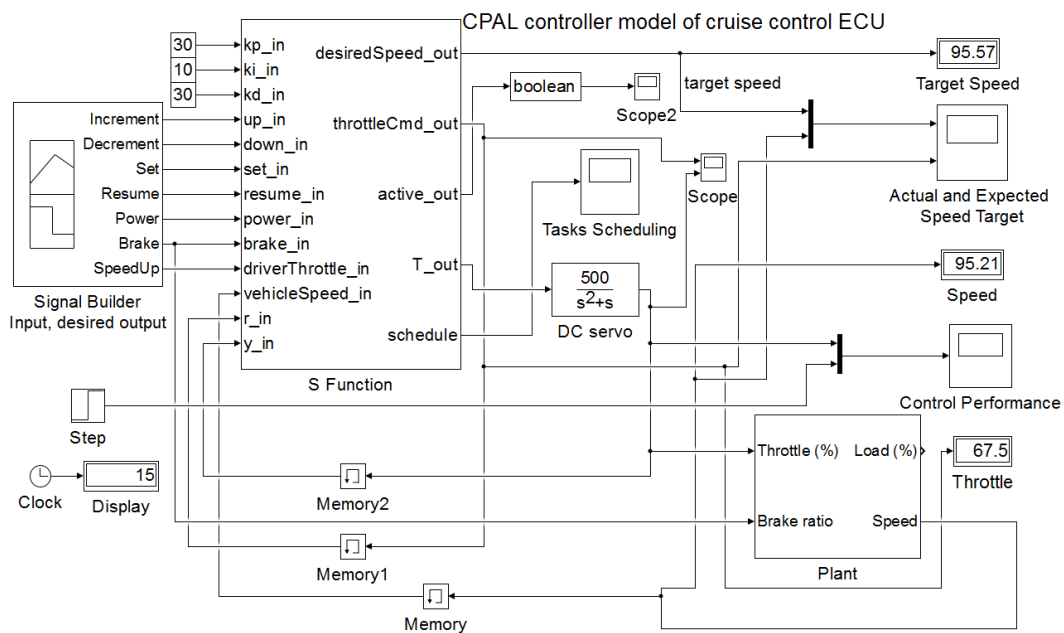 CPAL controller model of cruise control ECU
30
10
30
kp_in
ki_in
kd_in
up_in
down_in
set_in
resume_in
power_in
brake_in
driverThrottle_in
vehicleSpeed_in
r_in
y_in
desiredSpeed_out
throttleCmd_out
active_out
T_out
schedule
S Function
Increment
Decrement
Set
Resume
Power
Brake
SpeedUp
Signal Builder
Input, desired output
boolean
Scope2
target speed
95.57
Target Speed
Scope
Actual and Expected
Speed Target
Tasks Scheduling
500
s²+s
DC servo
95.21
Speed
Control Performance
Step
Clock
15
Display
Memory2
Memory1
Memory
Throttle (%)
Load (%)
Brake ratio
Speed
Plant
67.5
Throttle